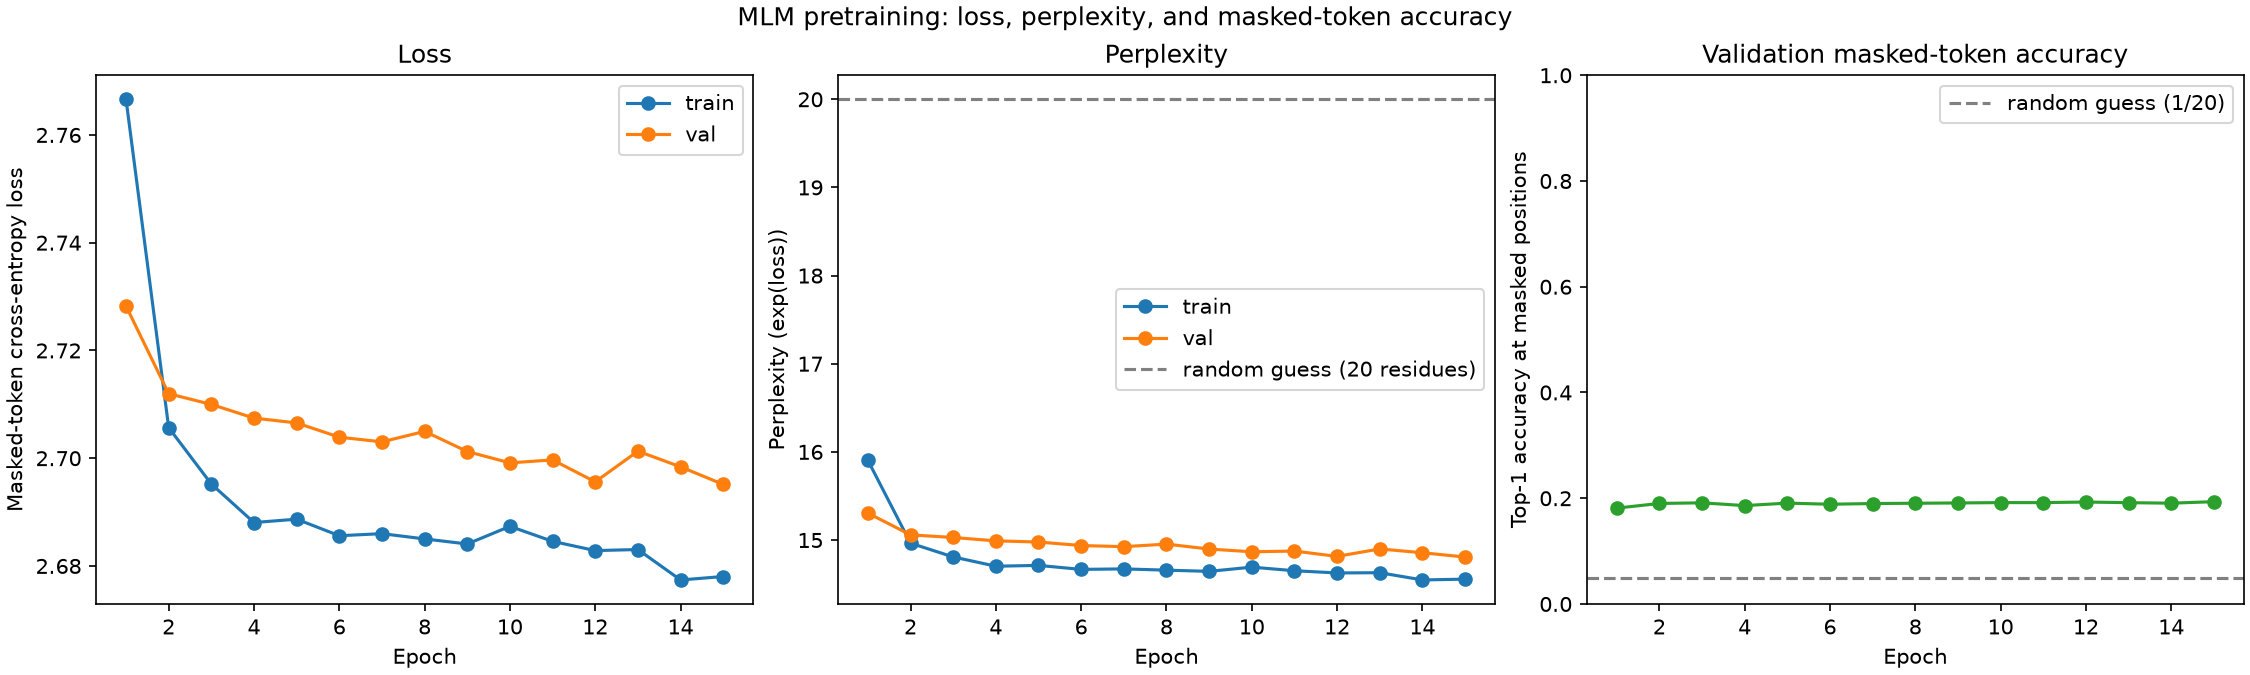 MLM pretraining: loss, perplexity, and masked-token accuracy
Loss
Masked-token cross-entropy loss
2.76
2.74
2.72
2.70
2.68
train
val
2
4
6
8
10
12
14
Epoch
Perplexity
Perplexity (exp(loss))
20
19
18
17
16
15
train
val
random guess (20 residues)
2
4
6
8
10
12
14
Epoch
Validation masked-token accuracy
Top-1 accuracy at masked positions
1.0
0.8
0.6
0.4
0.2
0.0
random guess (1/20)
2
4
6
8
10
12
14
Epoch